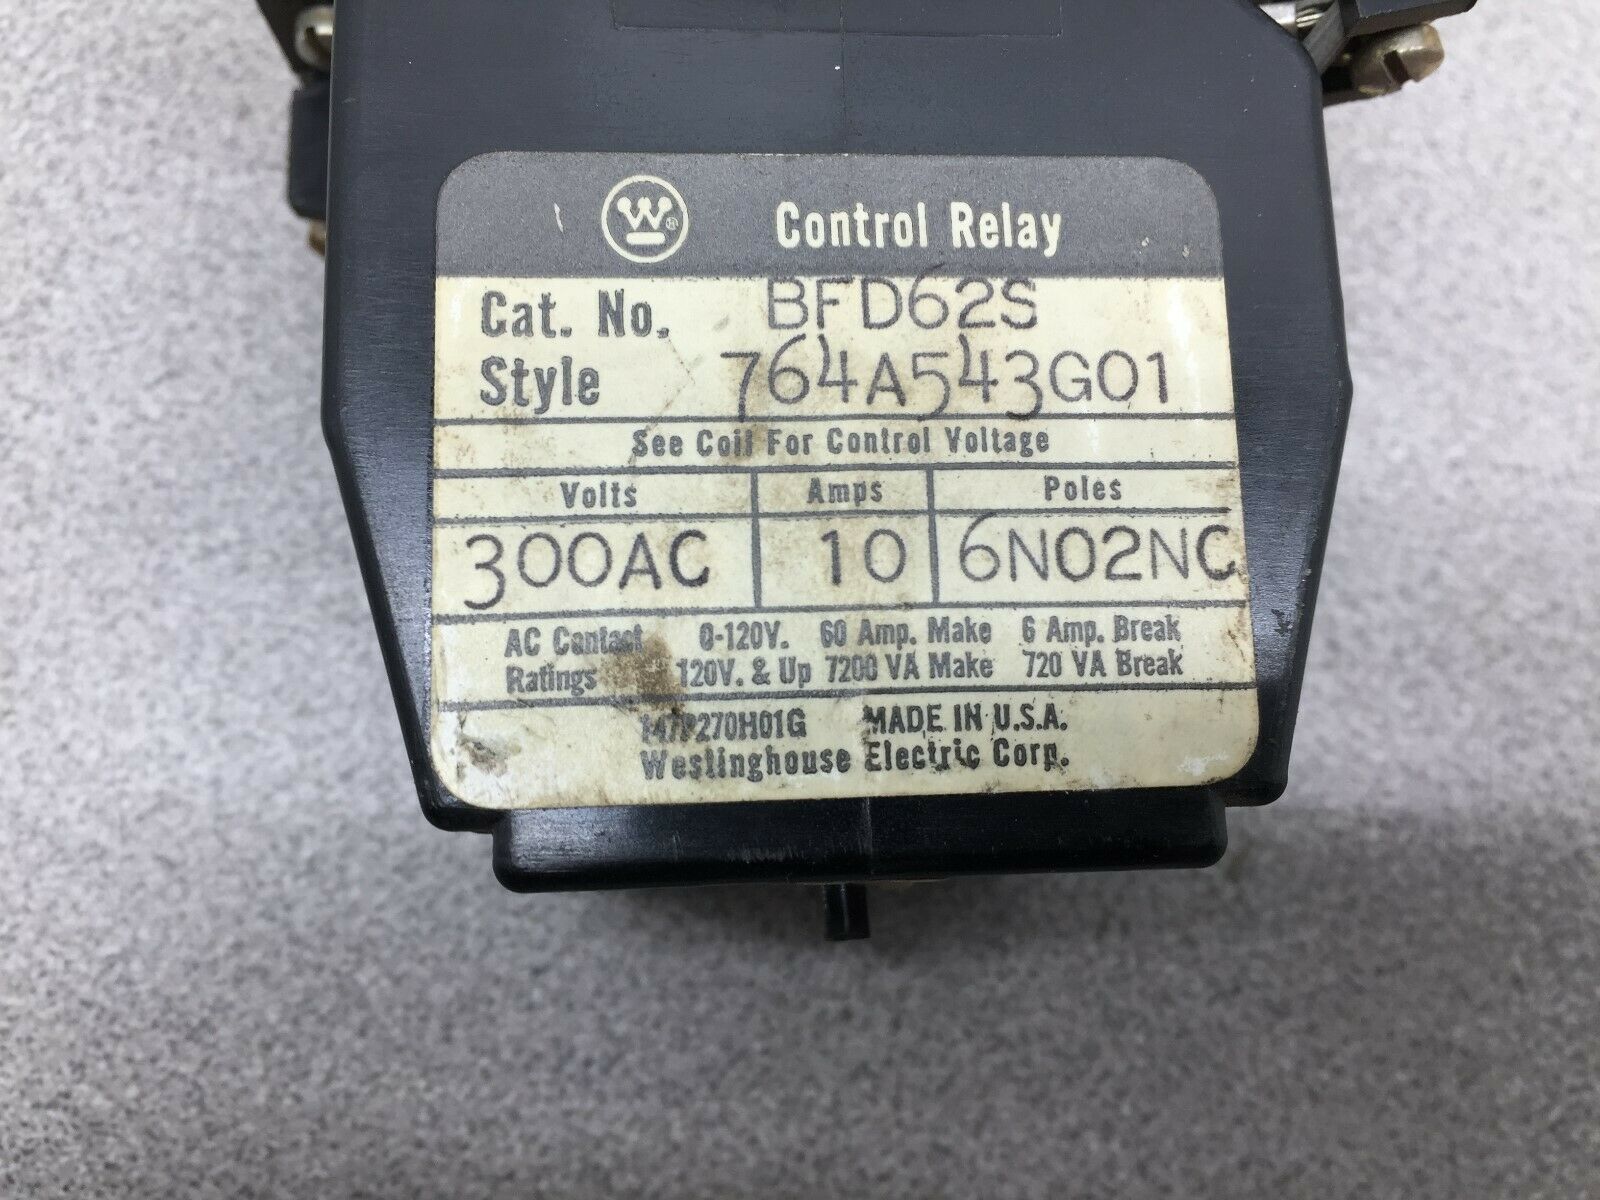 W ®
Control Relay
Cat. No. BFD62S
Style 764A543G01
See Coil For Control Voltage
Volts Amps Poles
300AC 10 6NO2NC
AC Contact 0-120V. 60 Amp. Make 6 Amp. Break
Ratings 120V. & Up 7200 VA Make 720 VA Break
MADE IN U.S.A.
Westinghouse Electric Corp.